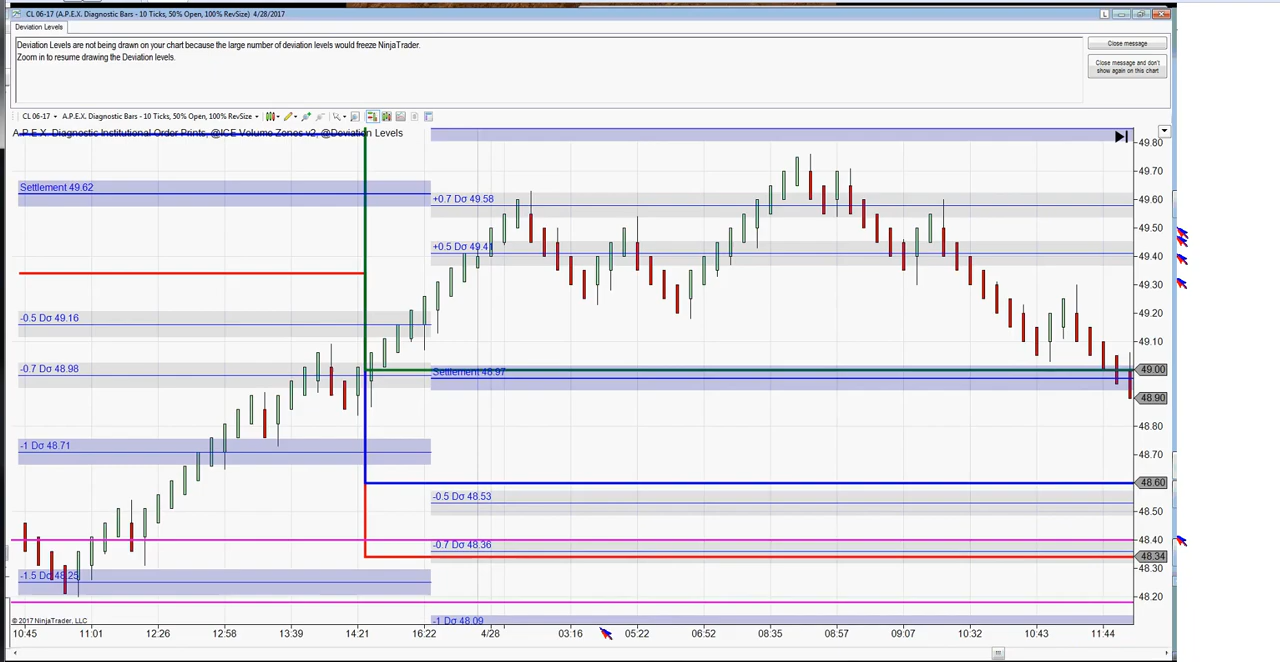 CL 06-17 (A.P.E.X. Diagnostic Bars - 10 Ticks, 50% Open, 100% RevSize) 4/28/2017
L
Deviation Levels
Deviation Levels are not being drawn on your chart because the large number of deviation levels would freeze NinjaTrader.
Zoom in to resume drawing the Deviation levels.
Close message
Close message and don't
show again on this chart
CL 06-17 A.P.E.X. Diagnostic Bars - 10 Ticks, 50% Open, 100% RevSize
A.P.E.X. Diagnostic Institutional Order Prints, @ICE Volume Zones v2, @Deviation Levels
Settlement 49.62
-0.5 Dσ 49.16
-0.7 Dσ 48.98
-1 Dσ 48.71
-1.5 Dσ 48.25
+0.7 Dσ 49.58
+0.5 Dσ 49.41
Settlement 48.97
-0.5 Dσ 48.53
-0.7 Dσ 48.36
-1 Dσ 48.09
49.80
49.70
49.60
49.50
49.40
49.30
49.20
49.10
49.00
48.90
48.80
48.70
48.60
48.50
48.40
48.34
48.30
48.20
© 2017 NinjaTrader, LLC
10:45 11:01 12:26 12:58 13:39 14:21 16:22 4/28 03:16 05:22 06:52 08:35 08:57 09:07 10:32 10:43 11:44